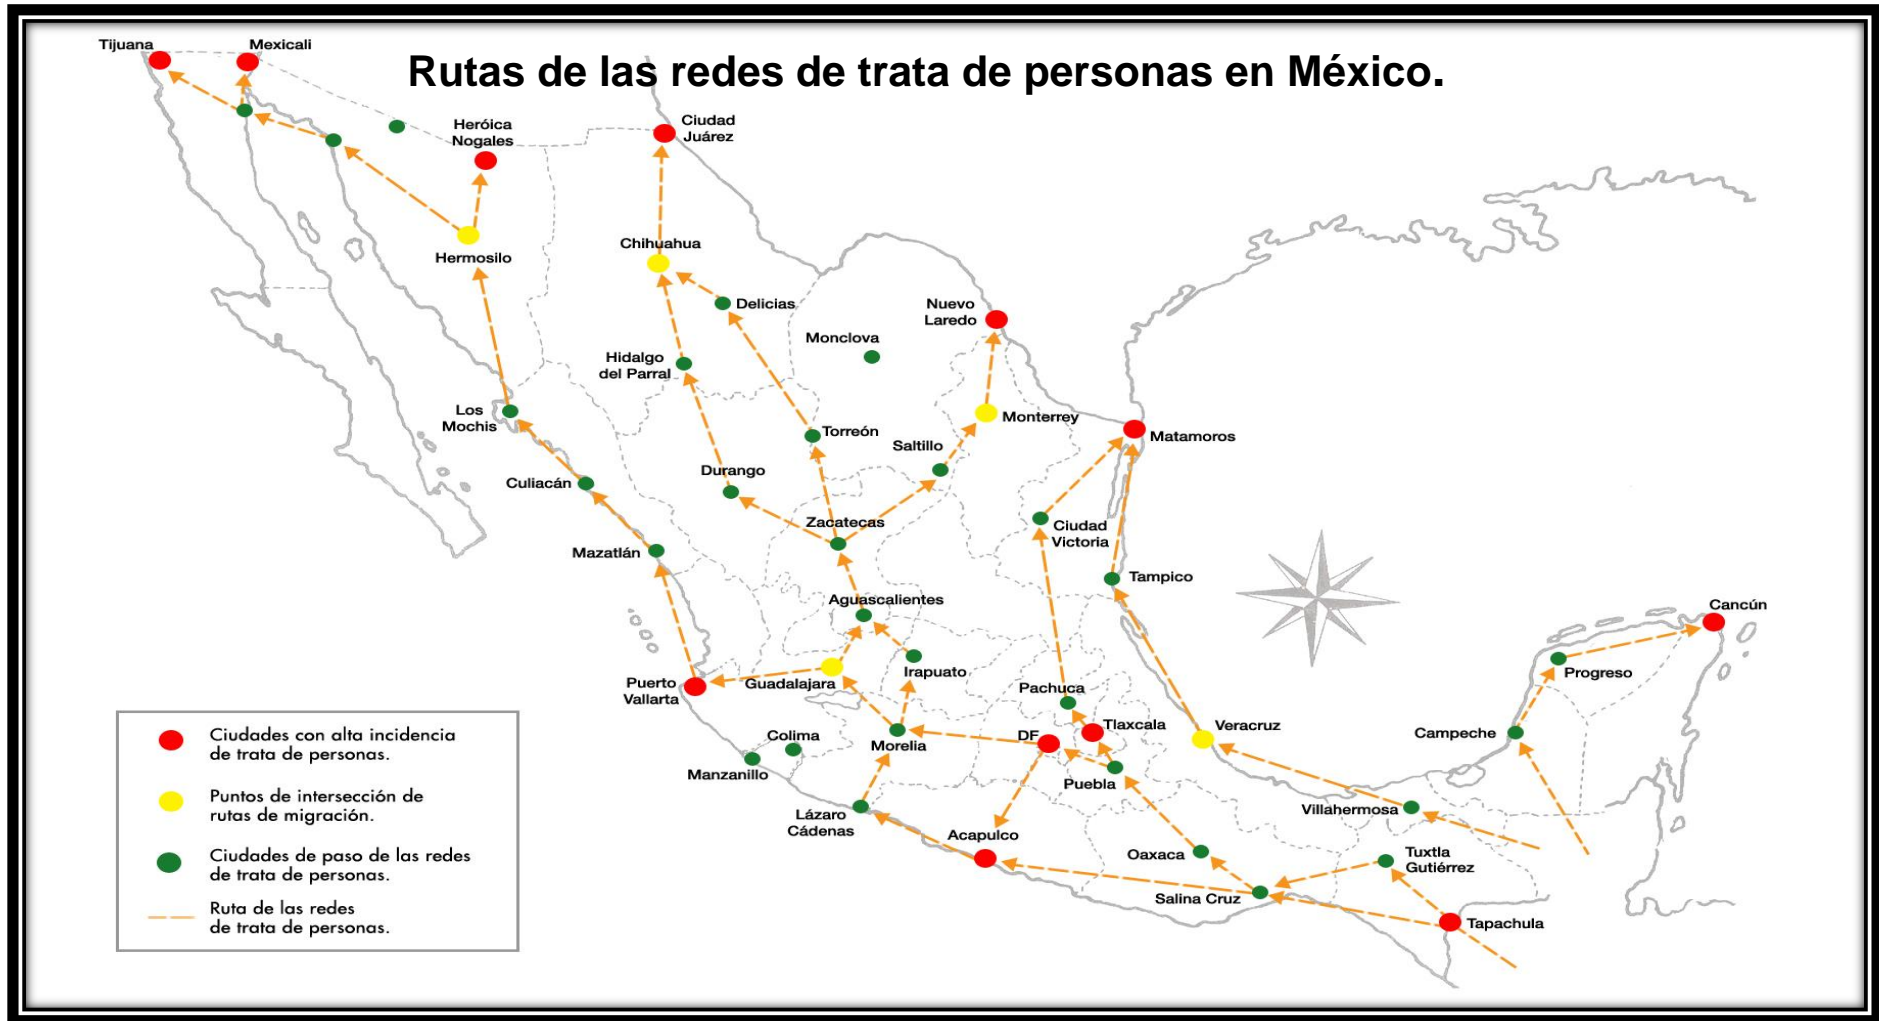 Rutas de las redes de trata de personas en México.
Tijuana
Mexicali
Heróica
Nogales
Ciudad
Juárez
Hermosilo
Chihuahua
Delicias
Nuevo
Laredo
Monclova
Hidalgo
del Parral
Los
Mochis
Torreón
Monterrey
Matamoros
Saltillo
Durango
Culiacán
Zacatecas
Ciudad
Victoria
Mazatlán
Tampico
Aguascalientes
Cancún
Irapuato
Progreso
Puerto
Vallarta
Guadalajara
Pachuca
Tlaxcala
Veracruz
Campeche
Colima
Morelia
DF
Manzanillo
Puebla
Villahermosa
Lázaro
Cádenas
Acapulco
Oaxaca
Tuxtla
Gutiérrez
Salina Cruz
Tapachula
Ciudades con alta incidencia
de trata de personas.
Puntos de intersección de
rutas de migración.
Ciudades de paso de las redes
de trata de personas.
Ruta de las redes
de trata de personas.